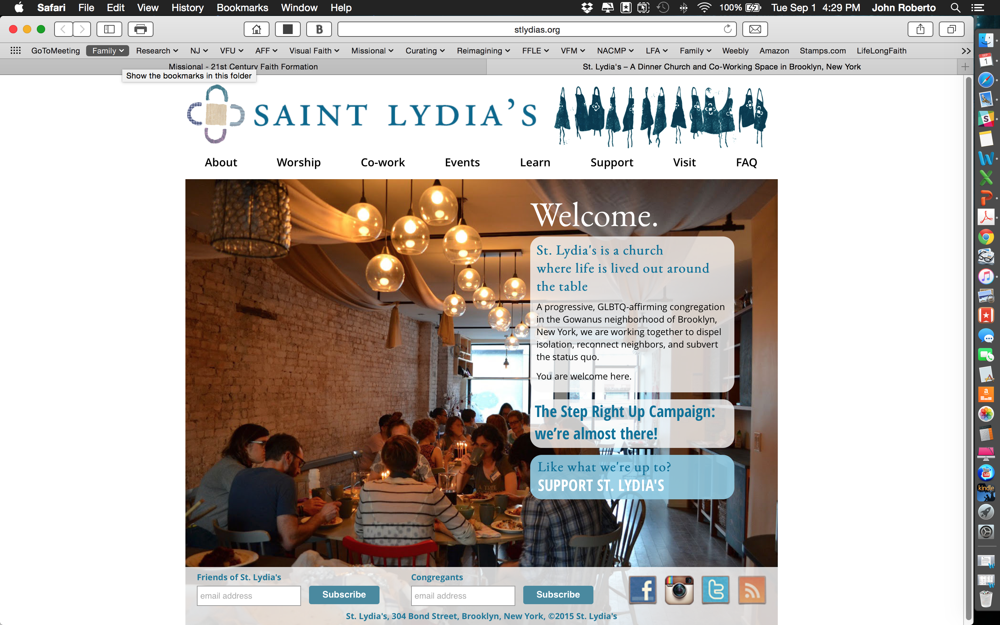 Safari File Edit View History Bookmarks Window Help 100% Tue Sep 1 4:29 PM John Roberto
B stlydias.org
GoToMeeting Family Research NJ VFU AFF Visual Faith Missional Curating Reimagining FFLE VFM NACMP LFA Family Weebly Amazon Stamps.com LifeLongFaith >>
Missional - 21st Century Faith Formation St. Lydia's – A Dinner Church and Co-Working Space in Brooklyn, New York
Show the bookmarks in this folder
SAINT LYDIA’S
About Worship Co-work Events Learn Support Visit FAQ
Welcome.
St. Lydia's is a church
where life is lived out around
the table
A progressive, GLBTQ-affirming congregation
in the Gowanus neighborhood of Brooklyn,
New York, we are working together to dispel
isolation, reconnect neighbors, and subvert
the status quo.
You are welcome here.
The Step Right Up Campaign:
we’re almost there!
Like what we're up to?
SUPPORT ST. LYDIA'S
A TREE
Friends of St. Lydia's Congregants
email address Subscribe email address Subscribe
St. Lydia's, 304 Bond Street, Brooklyn, New York, ©2015 St. Lydia's
SEP
1
S
W
X
P
a
You
Tube
kindle
W
W